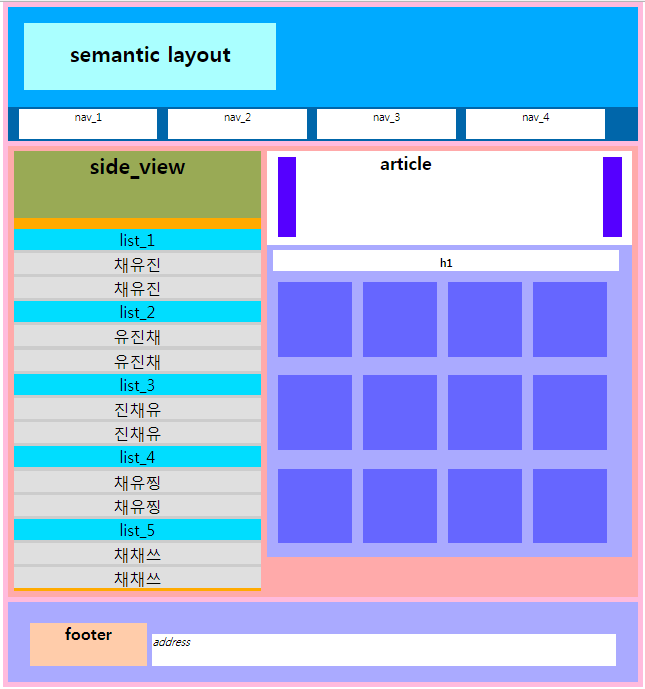 semantic layout
nav_1 nav_2 nav_3 nav_4
side_view
list_1
채유진
채유진
list_2
유진채
유진채
list_3
진채유
진채유
list_4
채유찡
채유찡
list_5
채채쓰
채채쓰
article
h1
footer
address